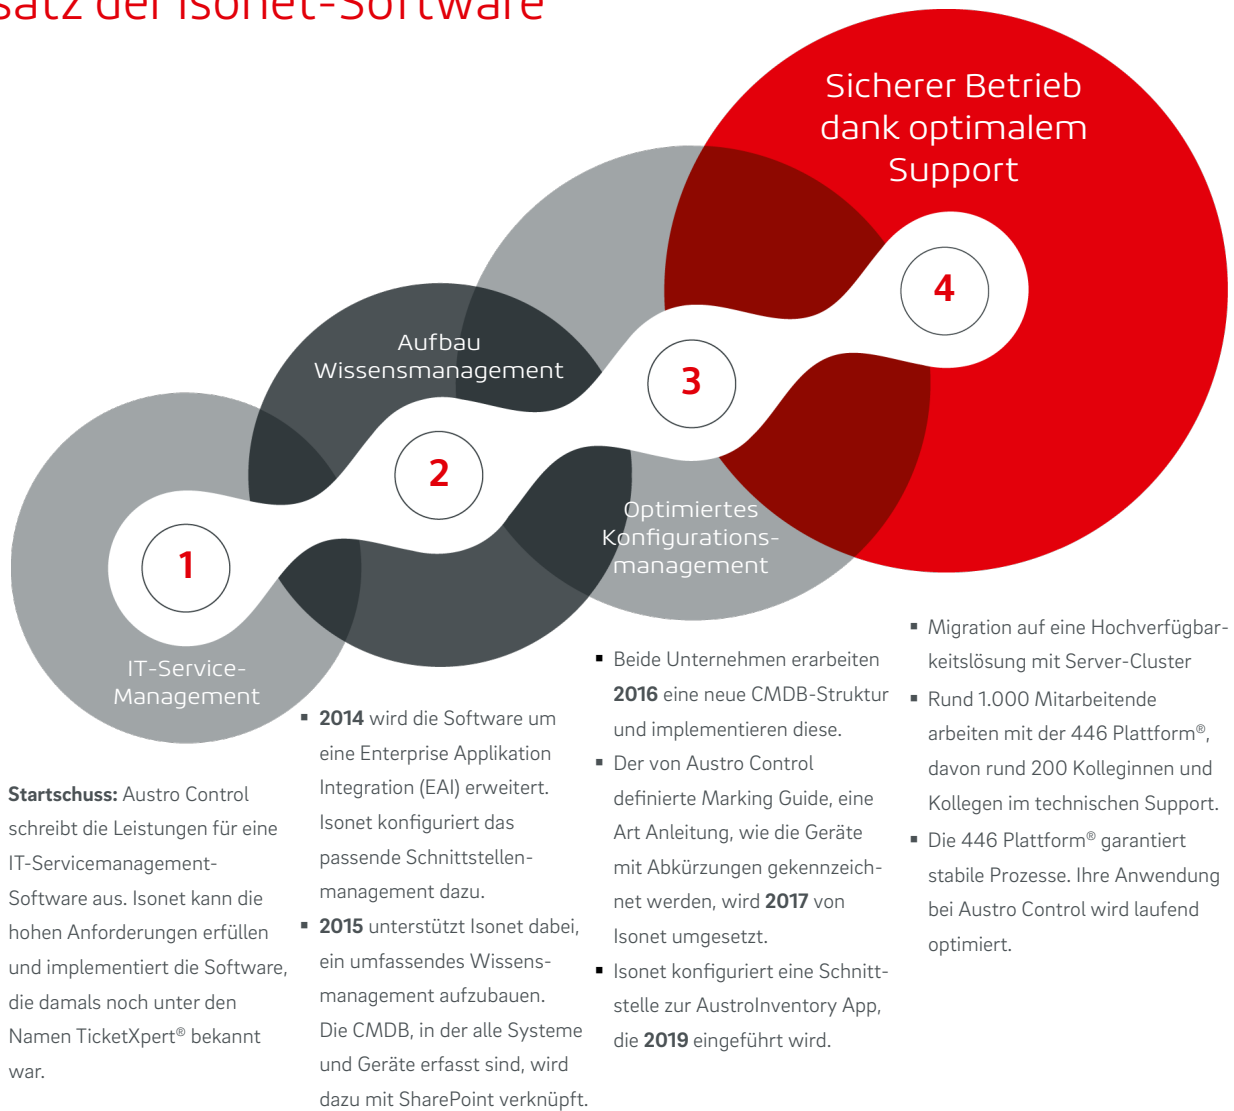 satz der Isonet-Software
Sicherer Betrieb
dank optimalem
Support
4
3
Aufbau
Wissensmanagement
2
Optimiertes
Konfigurations-
management
1
IT-Service-
Management
Startschuss: Austro Control
schreibt die Leistungen für eine
IT-Servicemanagement-
Software aus. Isonet kann die
hohen Anforderungen erfüllen
und implementiert die Software,
die damals noch unter den
Namen TicketXpert® bekannt
war.
▪ 2014 wird die Software um
eine Enterprise Applikation
Integration (EAI) erweitert.
Isonet konfiguriert das
passende Schnittstellen-
management dazu.
▪ 2015 unterstützt Isonet dabei,
ein umfassendes Wissens-
management aufzubauen.
Die CMDB, in der alle Systeme
und Geräte erfasst sind, wird
dazu mit SharePoint verknüpft.
▪ Beide Unternehmen erarbeiten
2016 eine neue CMDB-Struktur
und implementieren diese.
▪ Der von Austro Control
definierte Marking Guide, eine
Art Anleitung, wie die Geräte
mit Abkürzungen gekennzeich-
net werden, wird 2017 von
Isonet umgesetzt.
▪ Isonet konfiguriert eine Schnitt-
stelle zur AustroInventory App,
die 2019 eingeführt wird.
▪ Migration auf eine Hochverfügbar-
keitslösung mit Server-Cluster
▪ Rund 1.000 Mitarbeitende
arbeiten mit der 446 Plattform®,
davon rund 200 Kolleginnen und
Kollegen im technischen Support.
▪ Die 446 Plattform® garantiert
stabile Prozesse. Ihre Anwendung
bei Austro Control wird laufend
optimiert.